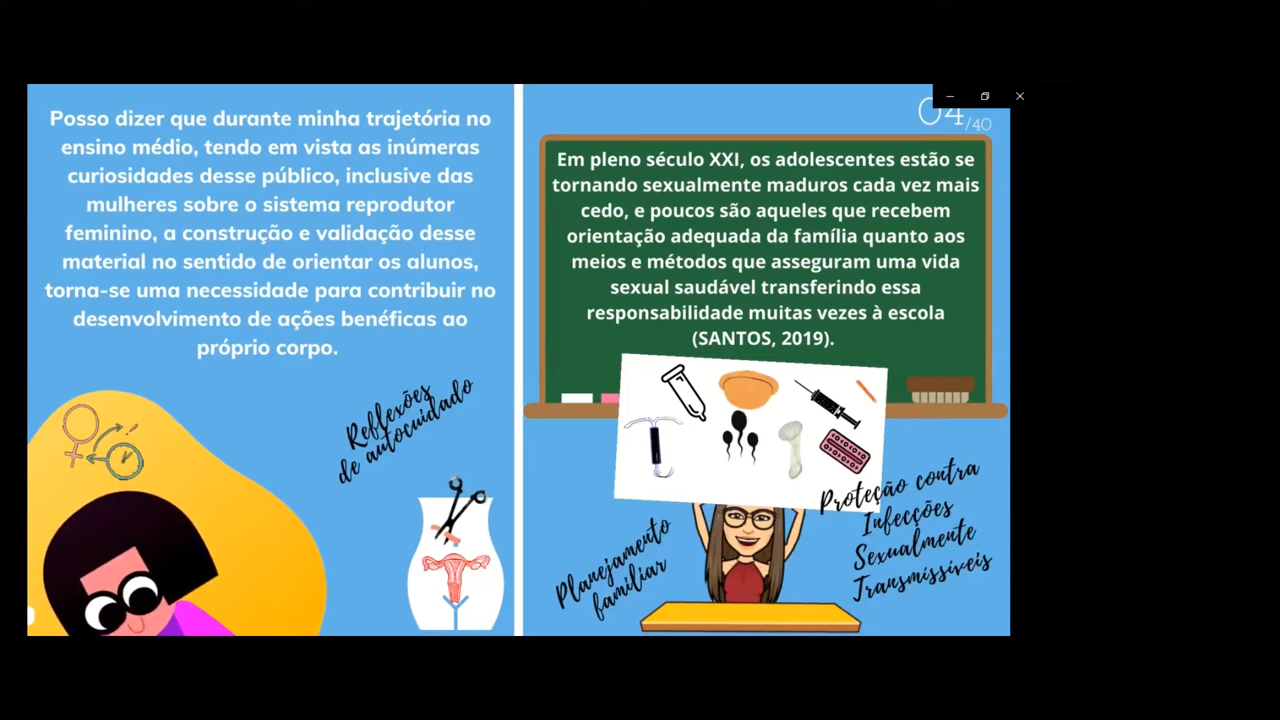 Posso dizer que durante minha trajetória no
ensino médio, tendo em vista as inúmeras
curiosidades desse público, inclusive das
mulheres sobre o sistema reprodutor
feminino, a construção e validação desse
material no sentido de orientar os alunos,
torna-se uma necessidade para contribuir no
desenvolvimento de ações benéficas ao
próprio corpo.
Reflexões
de autocuidado
04/40
Em pleno século XXI, os adolescentes estão se
tornando sexualmente maduros cada vez mais
cedo, e poucos são aqueles que recebem
orientação adequada da família quanto aos
meios e métodos que asseguram uma vida
sexual saudável transferindo essa
responsabilidade muitas vezes à escola
(SANTOS, 2019).
Planejamento
familiar
Proteção contra
Infecções
Sexualmente
Transmissíveis